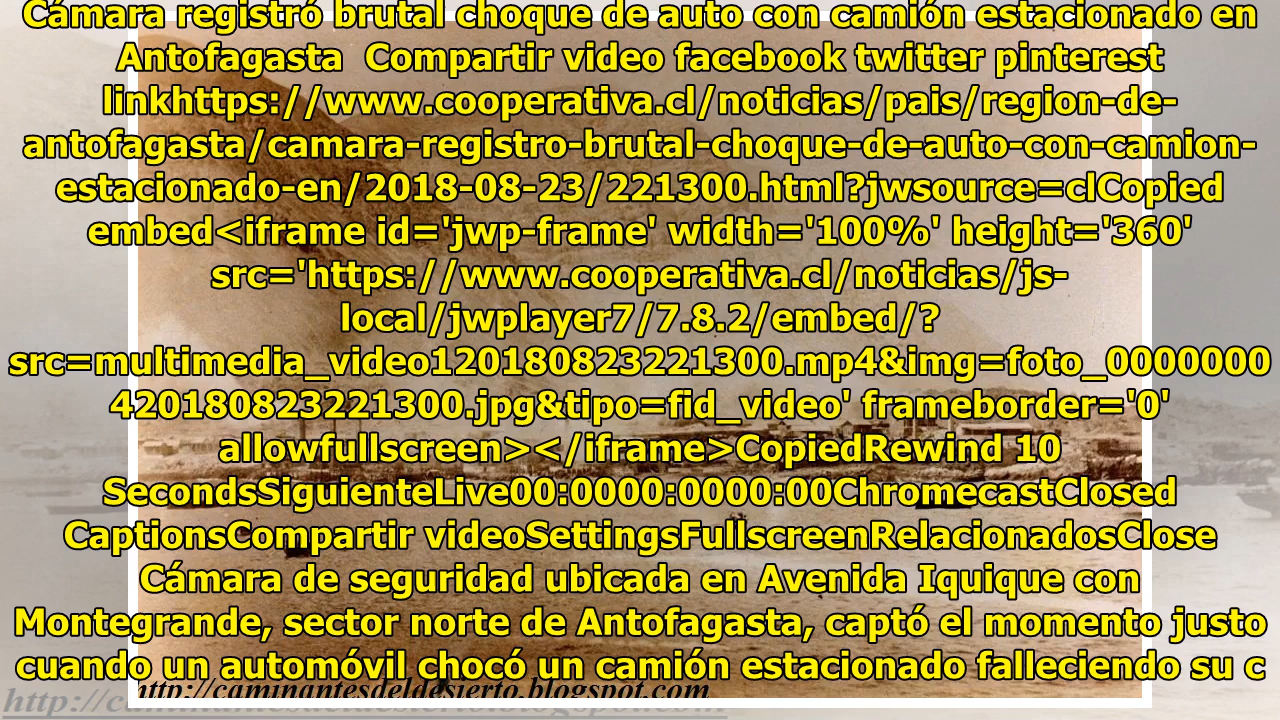 Cámara registró brutal choque de auto con camión estacionado en
Antofagasta  Compartir video facebook twitter pinterest
linkhttps://www.cooperativa.cl/noticias/pais/region-de-
antofagasta/camara-registro-brutal-choque-de-auto-con-camion-
estacionado-en/2018-08-23/221300.html?jwsource=clCopied
embed<iframe id='jwp-frame' width='100%' height='360'
src='https://www.cooperativa.cl/noticias/js-
local/jwplayer7/7.8.2/embed/?
src=multimedia_video120180823221300.mp4&img=foto_0000000
420180823221300.jpg&tipo=fid_video' frameborder='0'
allowfullscreen></iframe>CopiedRewind 10
SecondsSiguienteLive00:0000:0000:00ChromecastClosed
CaptionsCompartir videoSettingsFullscreenRelacionadosClose
Cámara de seguridad ubicada en Avenida Iquique con
Montegrande, sector norte de Antofagasta, captó el momento justo
cuando un automóvil chocó un camión estacionado falleciendo su c
http://caminantesdeldesierto.blogspot.com